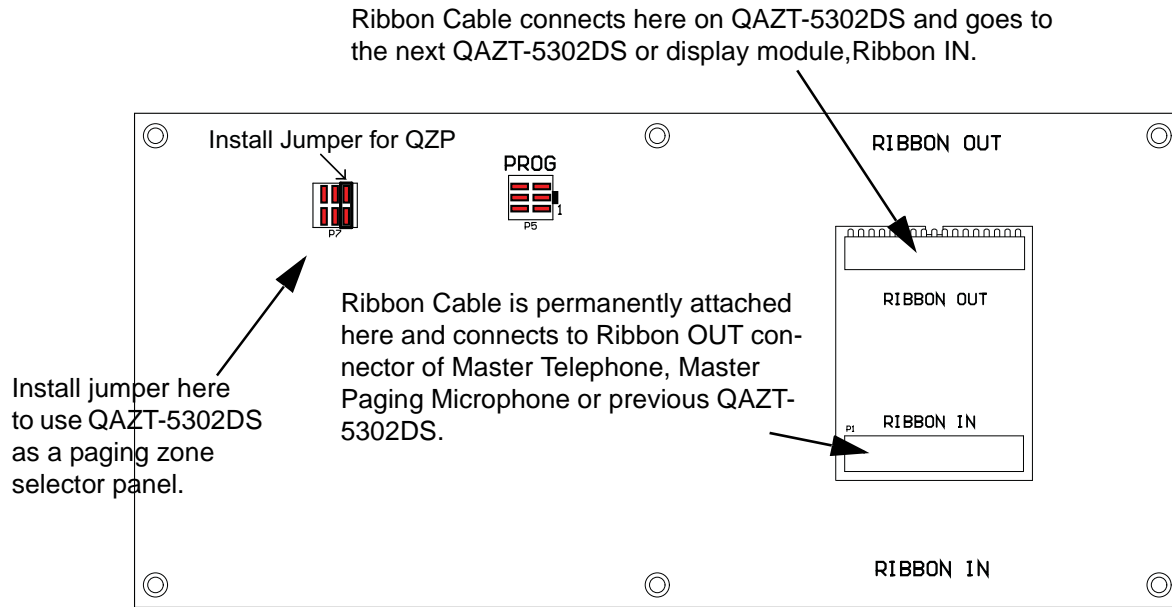 Ribbon Cable connects here on QAZT-5302DS and goes to
the next QAZT-5302DS or display module,Ribbon IN.
Install Jumper for QZP
RIBBON OUT
PROG
1
P7
P5
RIBBON OUT
Ribbon Cable is permanently attached
here and connects to Ribbon OUT con-
nector of Master Telephone, Master
Paging Microphone or previous QAZT-
5302DS.
Install jumper here
to use QAZT-5302DS
as a paging zone
selector panel.
P1
RIBBON IN
RIBBON IN